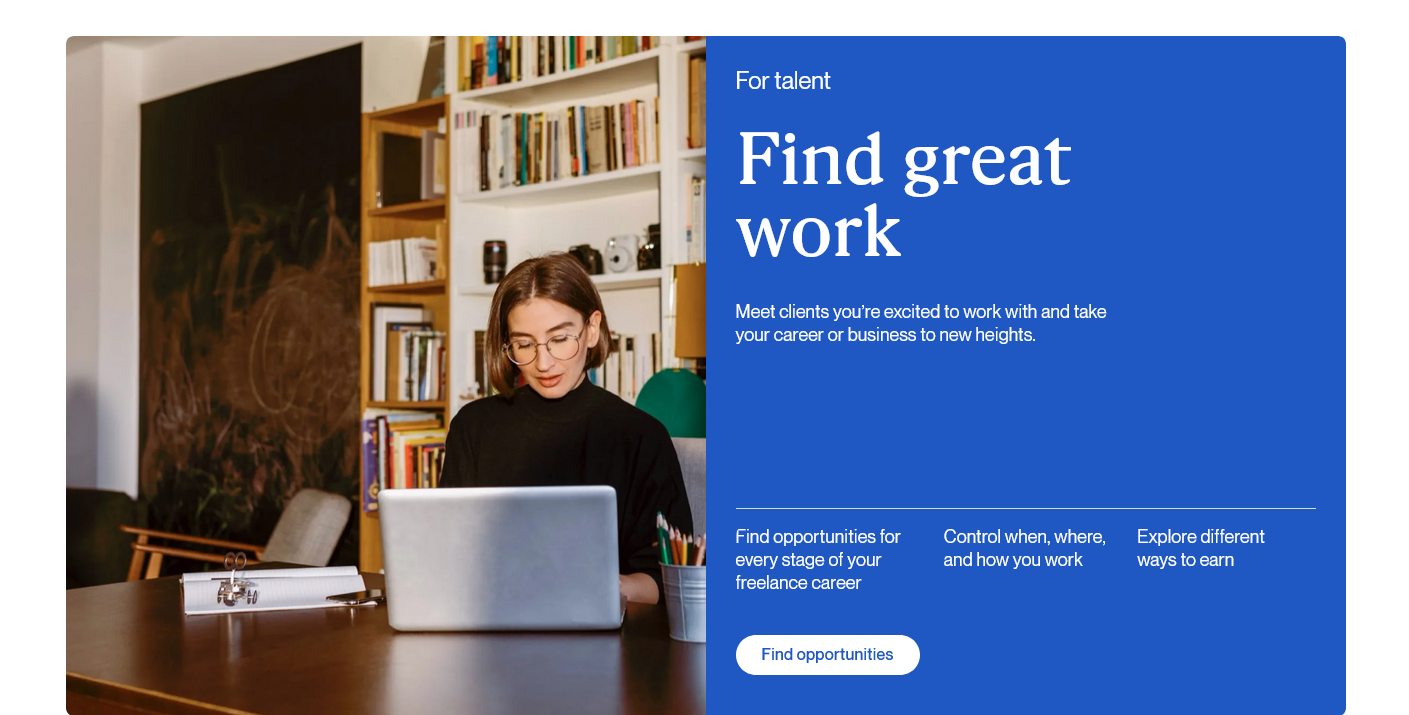 For talent
Find great
work
Meet clients you’re excited to work with and take
your career or business to new heights.
Find opportunities for
every stage of your
freelance career
Control when, where,
and how you work
Explore different
ways to earn
Find opportunities